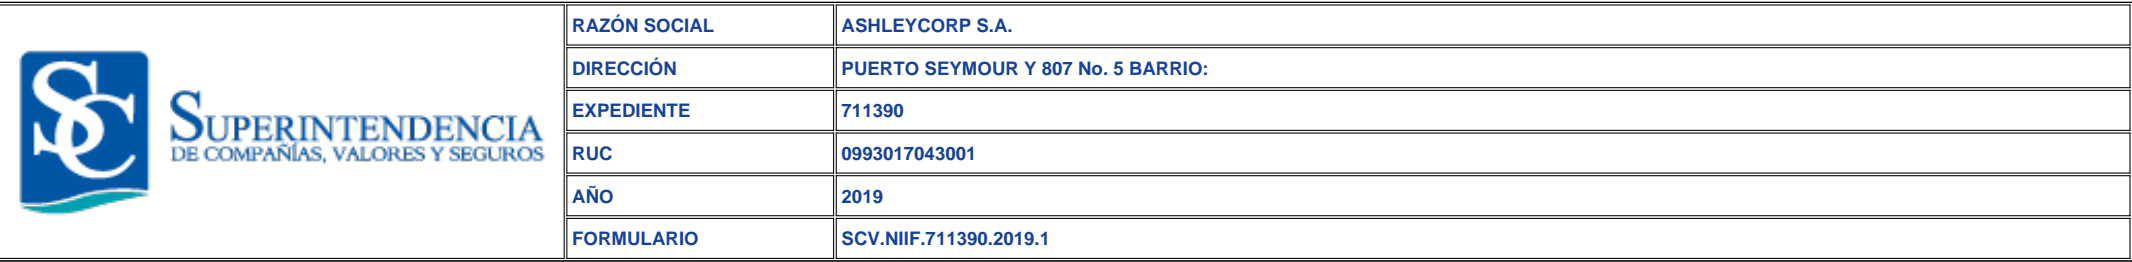 SC
SUPERINTENDENCIA
DE COMPAÑÍAS, VALORES Y SEGUROS
RAZÓN SOCIAL ASHLEYCORP S.A.
DIRECCIÓN PUERTO SEYMOUR Y 807 No. 5 BARRIO:
EXPEDIENTE 711390
RUC 0993017043001
AÑO 2019
FORMULARIO SCV.NIIF.711390.2019.1